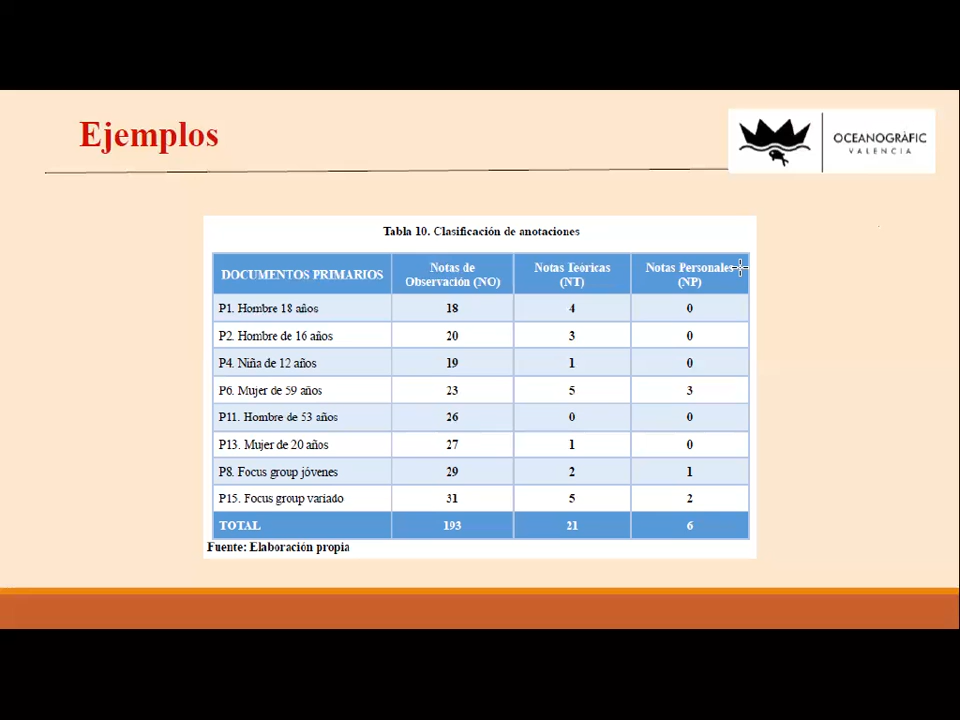 Ejemplos
OCEANOGRÀFIC
VALENCIA
Tabla 10. Clasificación de anotaciones
DOCUMENTOS PRIMARIOS Notas de Observación (NO) Notas Teóricas (NT) Notas Personales (NP)
P1. Hombre 18 años 18 4 0
P2. Hombre de 16 años 20 3 0
P4. Niña de 12 años 19 1 0
P6. Mujer de 59 años 23 5 3
P11. Hombre de 53 años 26 0 0
P13. Mujer de 20 años 27 1 0
P8. Focus group jóvenes 29 2 1
P15. Focus group variado 31 5 2
TOTAL 193 21 6
Fuente: Elaboración propia